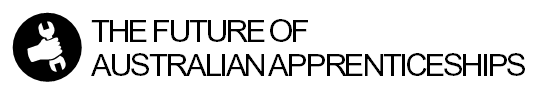 THE FUTURE OF
AUSTRALIAN APPRENTICESHIPS